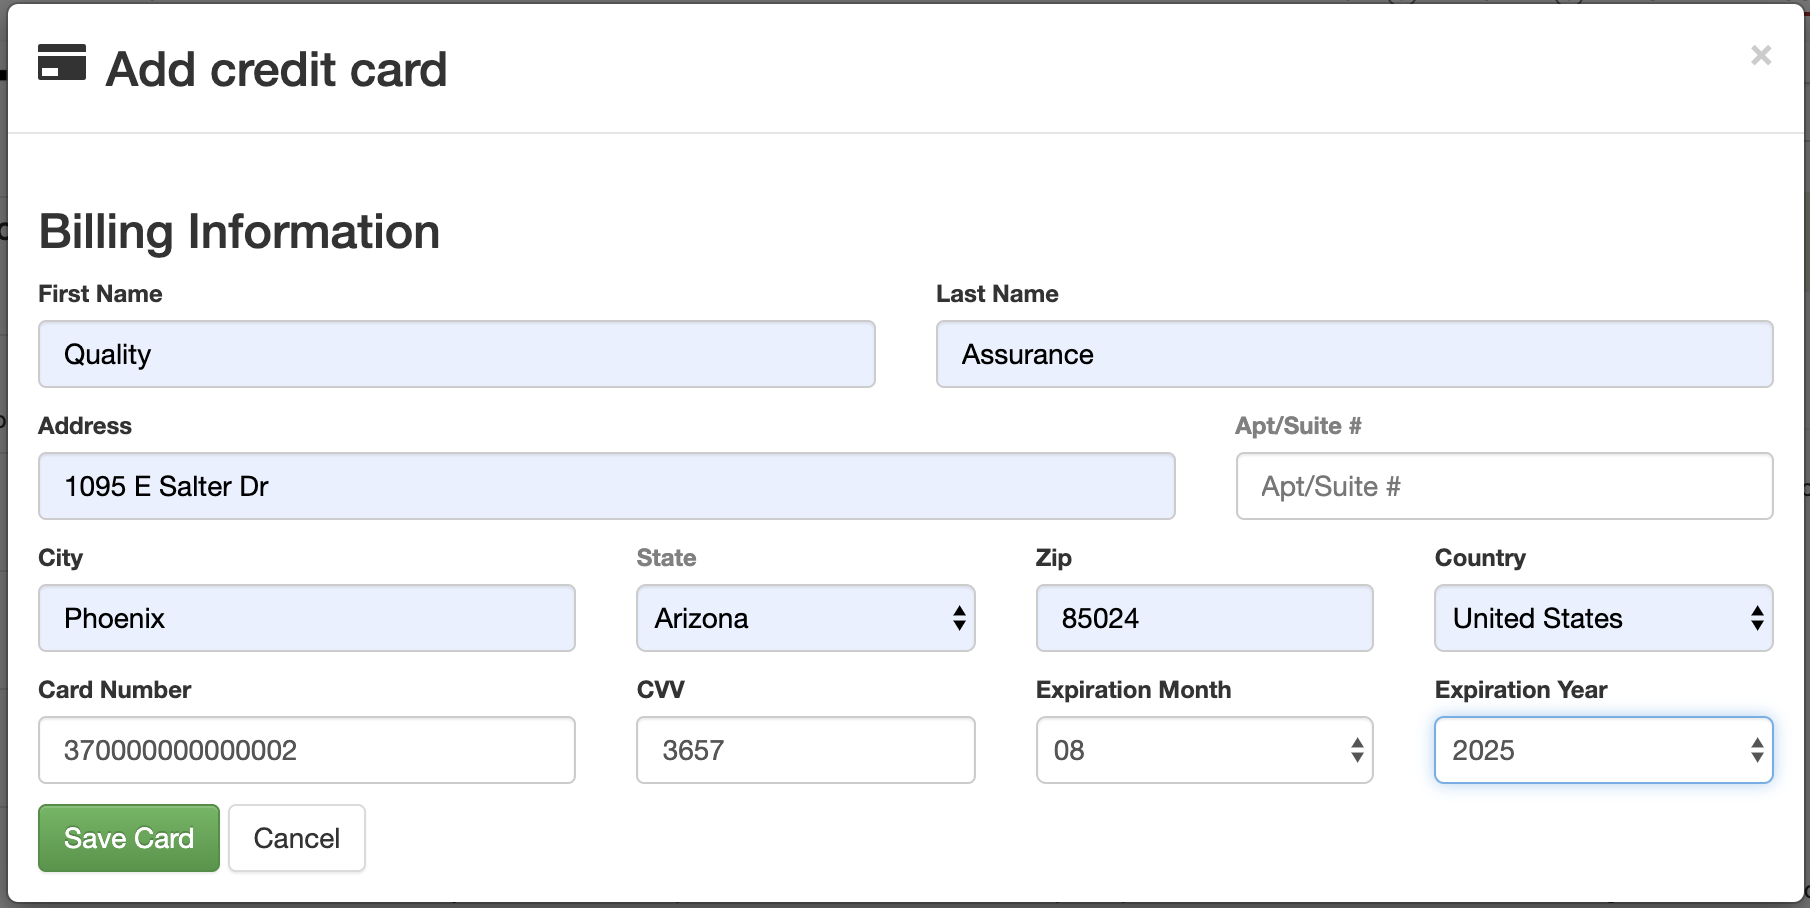 Add credit card
×
Billing Information
First Name Last Name
Quality Assurance
Address Apt/Suite #
1095 E Salter Dr Apt/Suite #
City State Zip Country
Phoenix Arizona 85024 United States
Card Number CVV Expiration Month Expiration Year
370000000000002 3657 08 2025
Save Card Cancel